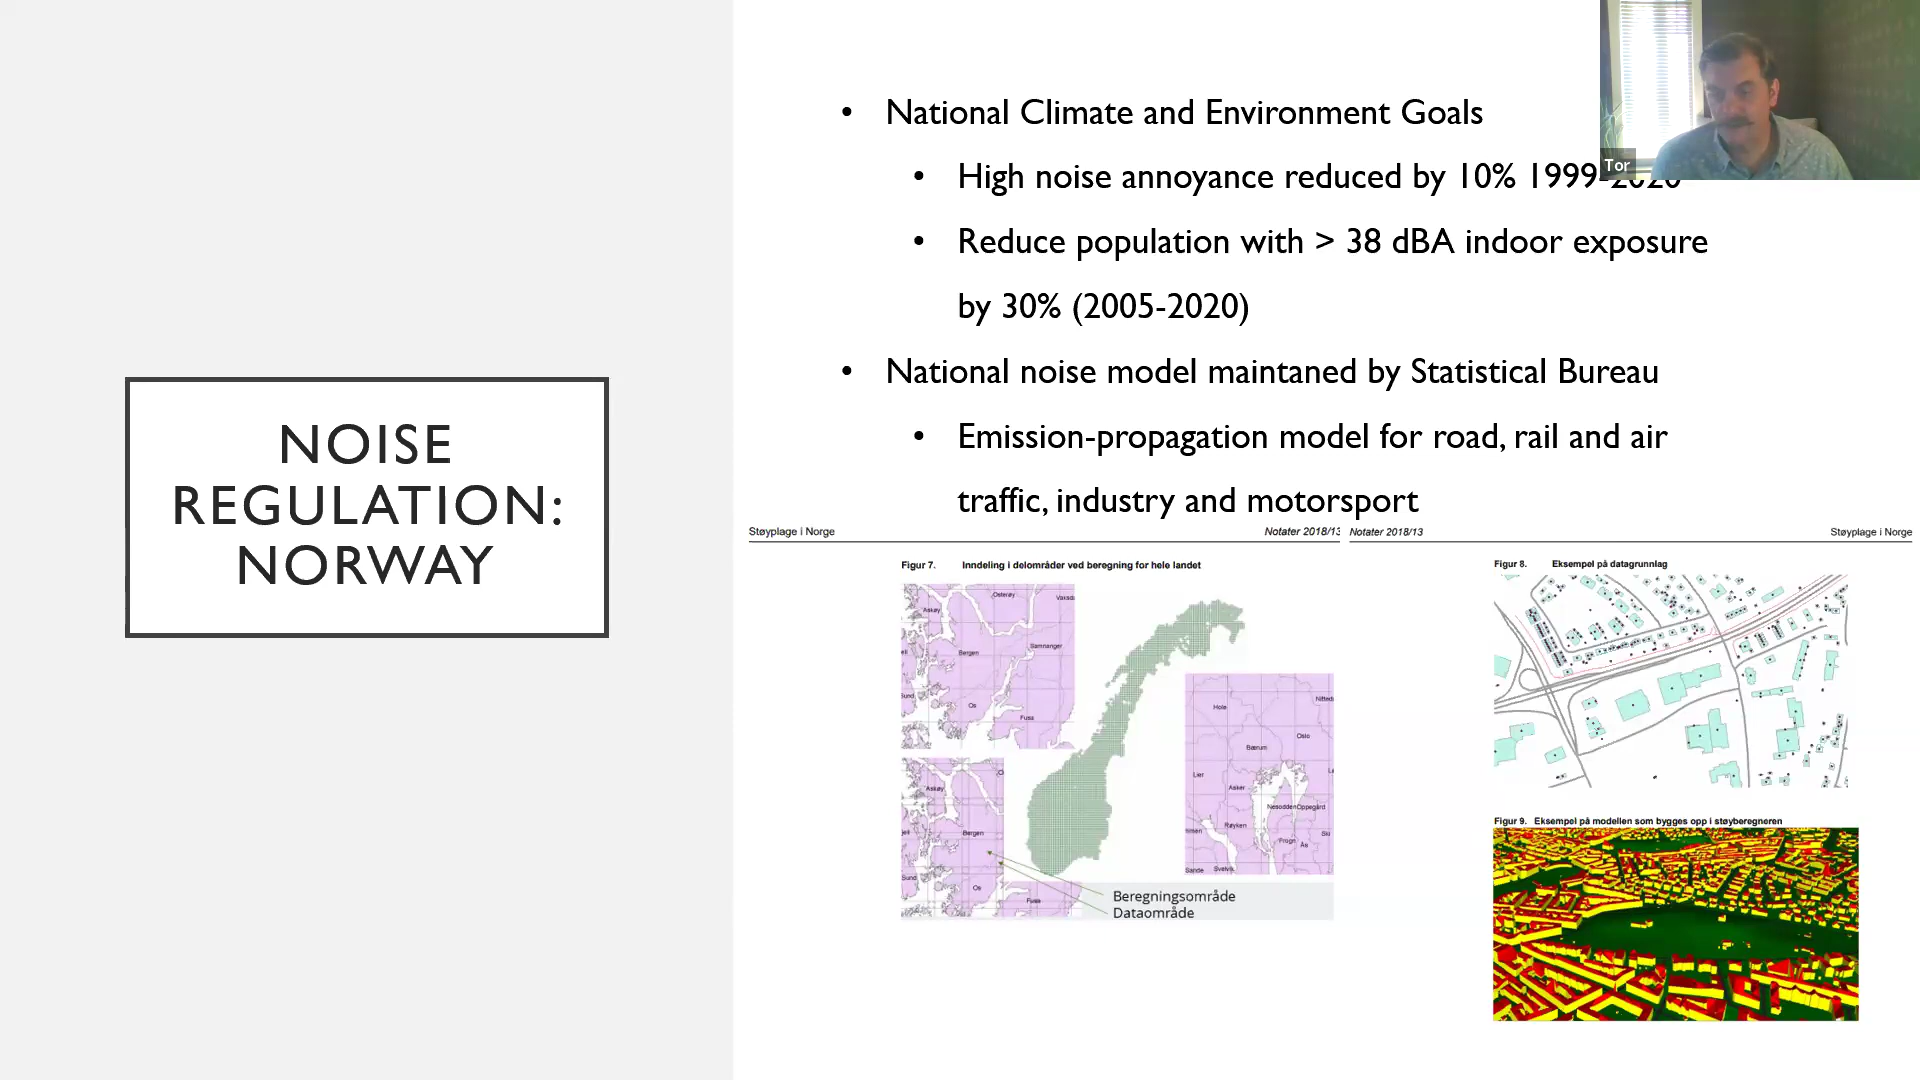 NOISE
REGULATION:
NORWAY
• National Climate and Environment Goals
• High noise annoyance reduced by 10% 1999-2020
• Reduce population with > 38 dBA indoor exposure
by 30% (2005-2020)
• National noise model maintaned by Statistical Bureau
• Emission-propagation model for road, rail and air
traffic, industry and motorsport
Tor
Støyplage i Norge
Notater 2018/13
Figur 7. Inndeling i delområder ved beregning for hele landet
Osterøy
Vaksd
Askøy
Samnanger
Bergen
Sund
Os
Fusa
Askøy
Bergen
Sund
Os
Fusa
Nitteda
Hole
Oslo
Bærum
Lier
Asker
Nesodden Oppegård
Røyken
Ski
Frogn
Ås
Sande
Svelvik
Beregningsområde
Dataområde
Notater 2018/13
Støyplage i Norge
Figur 8. Eksempel på datagrunnlag
Figur 9. Eksempel på modellen som bygges opp i støyberegneren